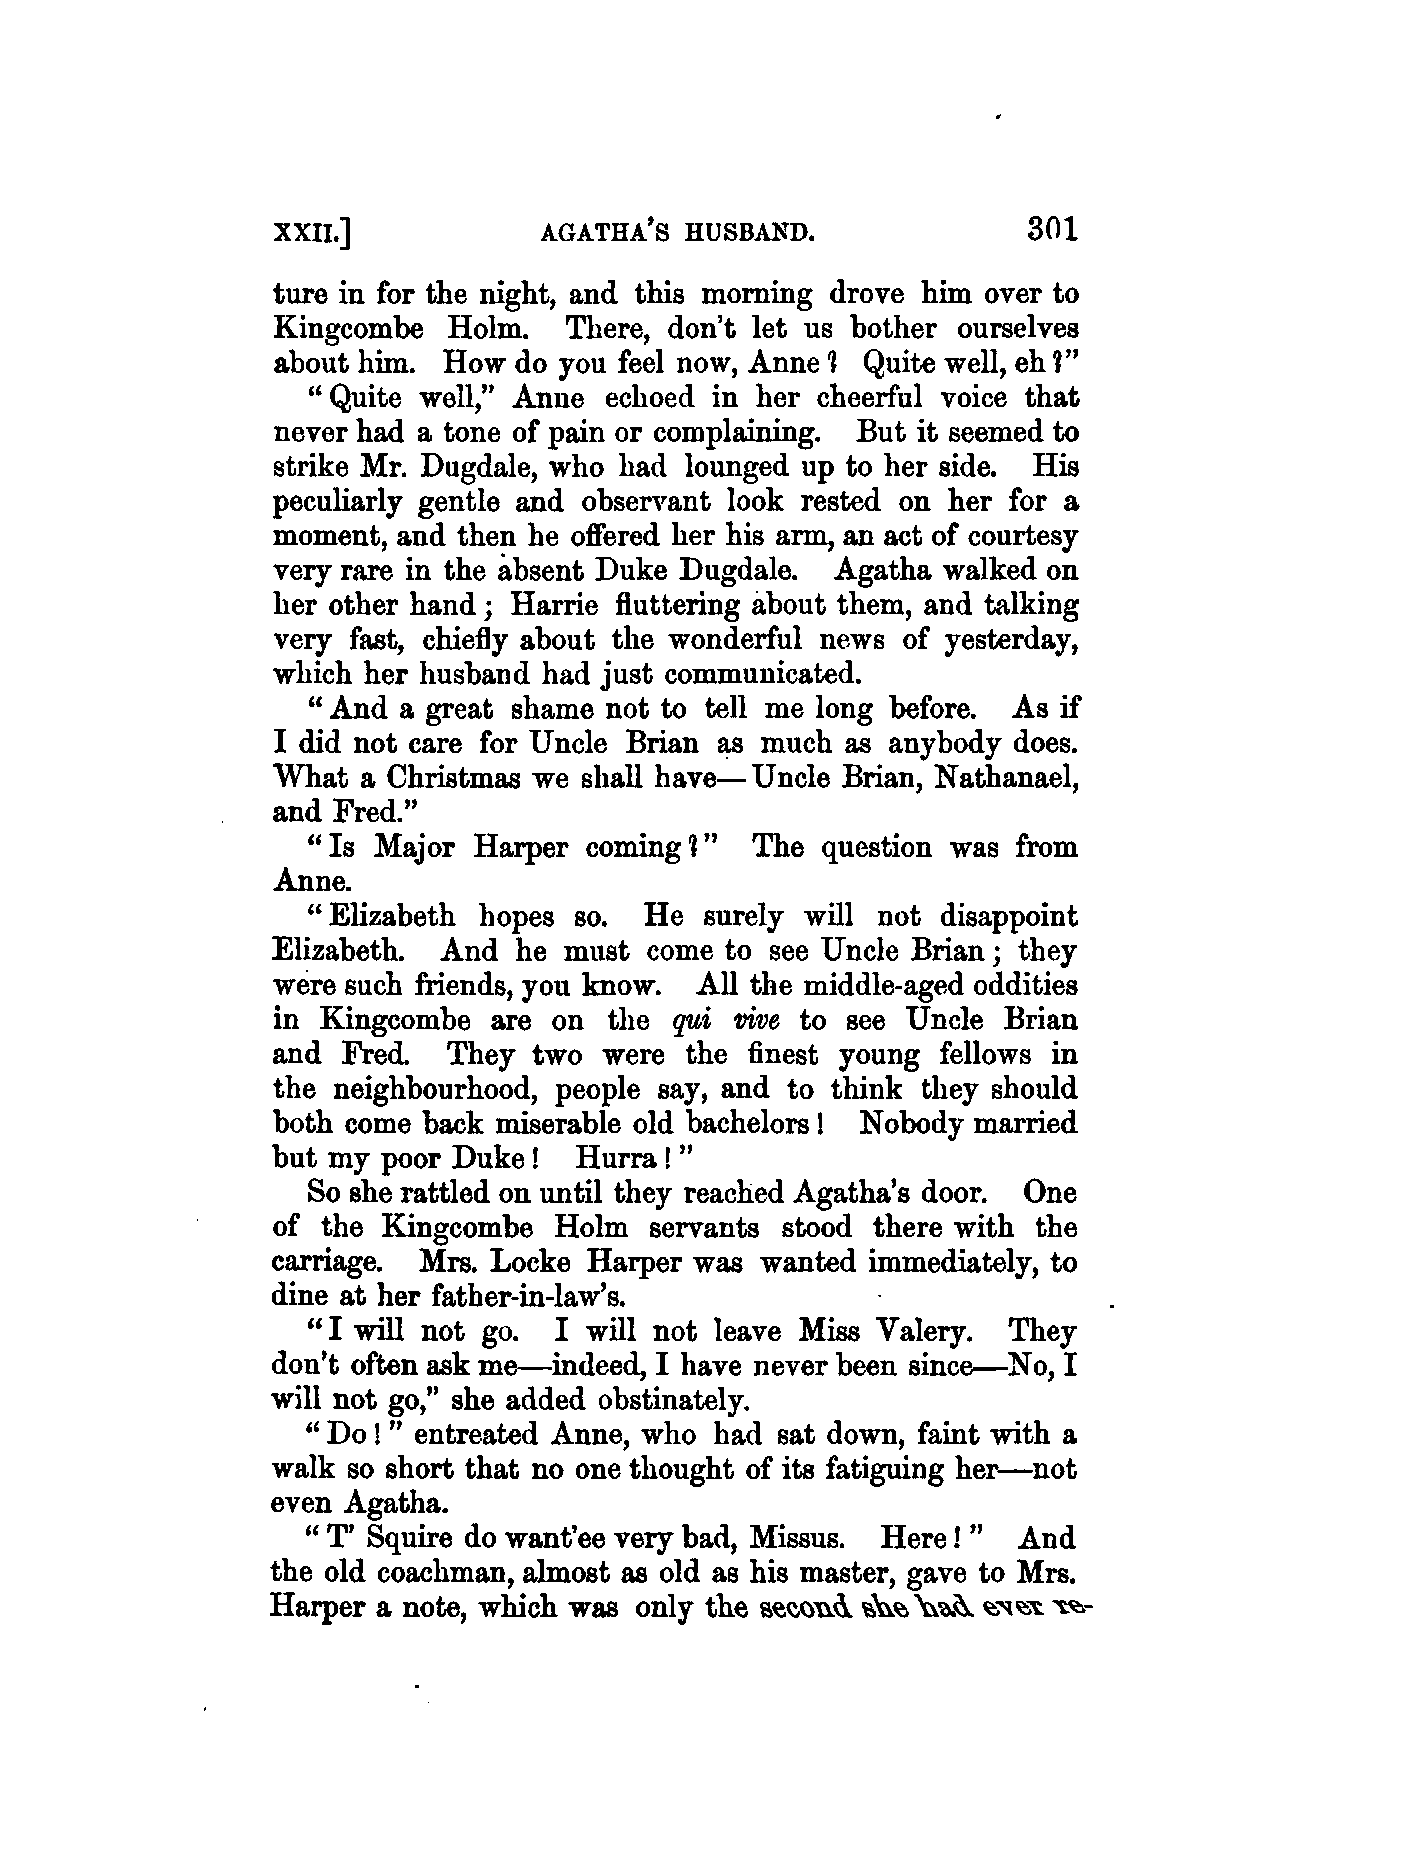 XXII.] AGATHA'S HUSBAND. 301
ture in for the night, and this morning drove him over to
Kingcombe Holm. There, don't let us bother ourselves
about him. How do you feel now, Anne? Quite well, eh?"
"Quite well," Anne echoed in her cheerful voice that
never had a tone of pain or complaining. But it seemed to
strike Mr. Dugdale, who had lounged up to her side. His
peculiarly gentle and observant look rested on her for a
moment, and then he offered her his arm, an act of courtesy
very rare in the absent Duke Dugdale. Agatha walked on
her other hand; Harrie fluttering about them, and talking
very fast, chiefly about the wonderful news of yesterday,
which her husband had just communicated.
"And a great shame not to tell me long before. As if
I did not care for Uncle Brian as much as anybody does.
What a Christmas we shall have—Uncle Brian, Nathanael,
and Fred."
"Is Major Harper coming?" The question was from
Anne.
"Elizabeth hopes so. He surely will not disappoint
Elizabeth. And he must come to see Uncle Brian; they
were such friends, you know. All the middle-aged oddities
in Kingcombe are on the qui vive to see Uncle Brian
and Fred. They two were the finest young fellows in
the neighbourhood, people say, and to think they should
both come back miserable old bachelors! Nobody married
but my poor Duke! Hurra!"
So she rattled on until they reached Agatha's door. One
of the Kingcombe Holm servants stood there with the
carriage. Mrs. Locke Harper was wanted immediately, to
dine at her father-in-law's.
"I will not go. I will not leave Miss Valery. They
don't often ask me—indeed, I have never been since—No, I
will not go," she added obstinately.
"Do!" entreated Anne, who had sat down, faint with a
walk so short that no one thought of its fatiguing her—not
even Agatha.
"T' Squire do want'ee very bad, Missus. Here!" And
the old coachman, almost as old as his master, gave to Mrs.
Harper a note, which was only the second she had ever re-